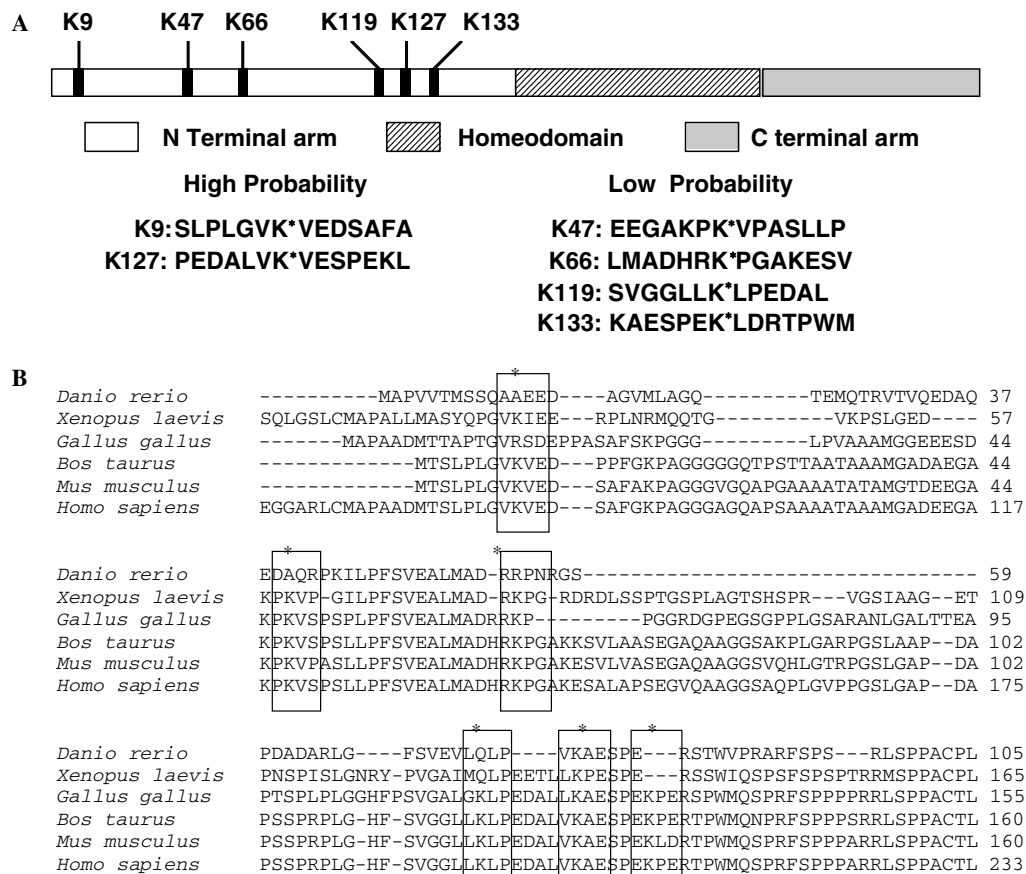 A
K9 K47 K66 K119 K127 K133
N Terminal arm Homeodomain C terminal arm
High Probability Low Probability
K9: SLPLGVK*VEDSAFA K47: EEGAKPK*VPASLLP
K127: PEDALVK*VESPEKL K66: LMADHRK*PGAKESV
K119: SVGGLLK*LPEDAL
K133: KAESPEK*LDRTPWM
B
*
Danio rerio -----------MAPVVTMSSQAAEED----AGVMLAGQ---------TEMQTRVTVQEDAQ 37
Xenopus laevis SQLGSLCMAPALLMASYQPGVKIEE---RPLNRMQQTG---------VKPSLGED---- 57
Gallus gallus -------MAPAADMTTAPTGVRSDEPPASAFSKPGGG---------LPVAAAMGGEEESD 44
Bos taurus -------------MTSLPLGVKVED---PPFGKPAGGGGGQTPSTTAATAAAMGADAEGA 44
Mus musculus -------------MTSLPLGVKVED---SAFAKPAGGGVGQAPGAAAATATAMGTDEEGA 44
Homo sapiens EGGARLCMAPAADMTSLPLGVKVED---SAFGKPAGGGAGQAPSAAAATAAAMGADEEGA 117
* *
Danio rerio EDAQRPKILPFSVEALMAD-RRPNRGS--------------------------------- 59
Xenopus laevis KPKVP-GILPFSVEALMAD-RKPG-RDRDLSSPTGSPLAGTSHSPR---VGSIAAG--ET 109
Gallus gallus KPKVSPSPLPFSVEALMADRRKP---------PGGRDGPEGSGPPLGSARANLGALTTEA 95
Bos taurus KPKVSPSLLPFSVEALMADHRKPGAKKSVLAASEGAQAAGGSAKPLGARPGSLAAP--DA 102
Mus musculus KPKVPASLLPFSVEALMADHRKPGAKESVLVASEGAQAAGGSVQHLGTRPGSLGAP--DA 102
Homo sapiens KPKVSPSLLPFSVEALMADHRKPGAKESALAPSEGVQAAGGSAQPLGVPPGSLGAP--DA 175
* * *
Danio rerio PDADARLG----FSVEVLQLP----VKAESPE---RSTWVPRARFSPS---RLSPPACPL 105
Xenopus laevis PNSPISLGNRY-PVGAIMQLPEETLLKPESPE---RSSWIQSPSFSPSPTRRMSPPACPL 165
Gallus gallus PTSPLPLGGHFPSVGALGKLPEDALLKAESPEKPERSPWMQSPRFSPPPPRRLSPPACTL 155
Bos taurus PSSPRPLG-HF-SVGGLLKLPEDALVKAESPEKPERTPWMQNPRFSPPPSRRLSPPACTL 160
Mus musculus PSSPRPLG-HF-SVGGLLKLPEDALVKAESPEKLDRTPWMQSPRFSPPPARRLSPPACTL 160
Homo sapiens PSSPRPLG-HF-SVGGLLKLPEDALVKAESPEKPERTPWMQSPRFSPPPARRLSPPACTL 233